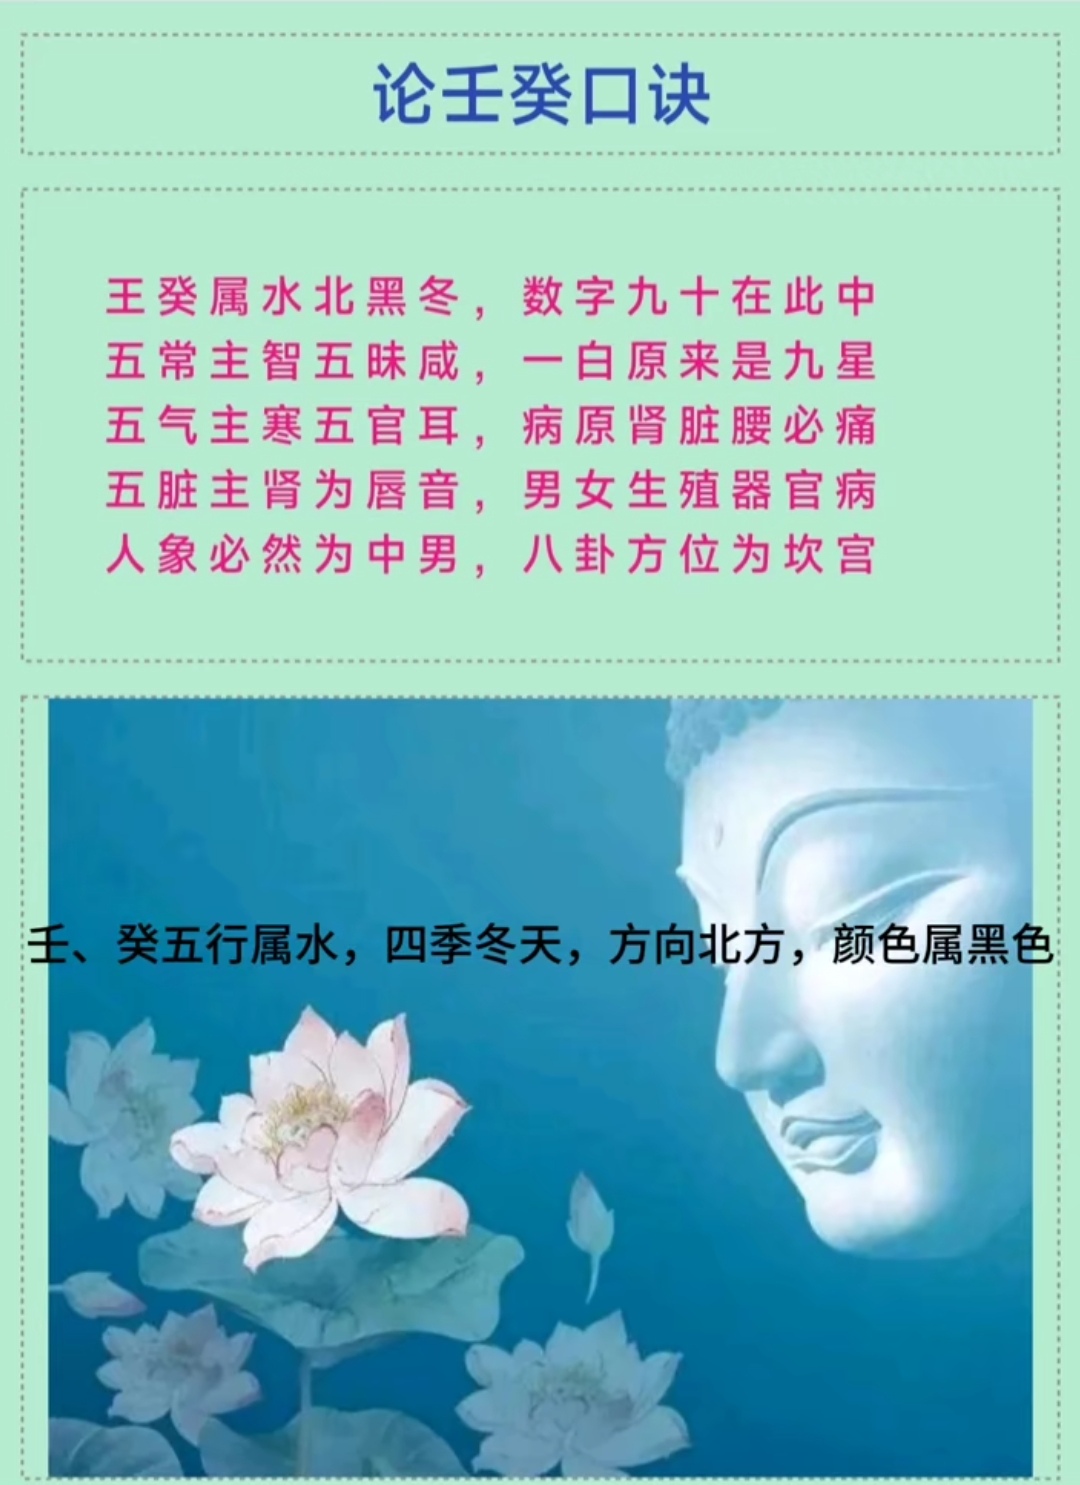 论壬癸口诀
王癸属水北黑冬，数字九十在此中
五常主智五昧咸，一白原来是九星
五气主寒五官耳，病原肾脏腰必痛
五脏主肾为唇音，男女生殖器官病
人象必然为中男，八卦方位为坎宫
壬、癸五行属水，四季冬天，方向北方，颜色属黑色